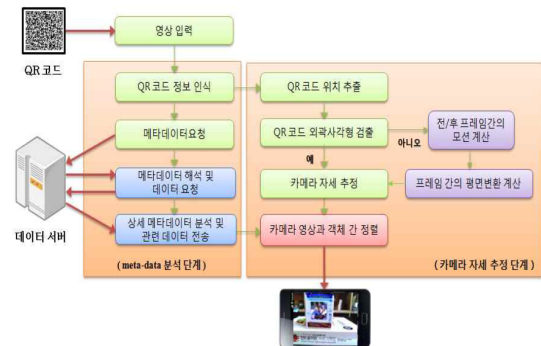 영상 입력
QR 코드
QR 코드 정보 인식
QR 코드 위치 추출
메타데이터요청
QR 코드 외곽사각형 검출
전/후 프레임간의
모션 계산
아니오
예
메타데이터 해석 및
데이터 요청
카메라 자세 추정
프레임 간의 평면변환 계산
데이터 서버
상세 메타데이터 분석 및
관련 데이터 전송
카메라 영상과 객체 간 정렬
( meta-data 분석 단계 )
( 카메라 자세 추정 단계 )